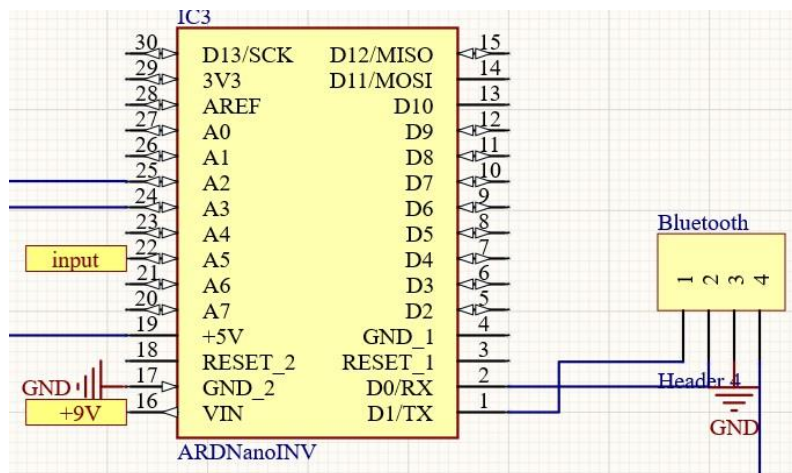 IC3
30 D13/SCK D12/MISO 15
29 3V3 D11/MOSI 14
28 AREF D10 13
27 A0 D9 12
26 A1 D8 11
25 A2 D7 10
24 A3 D6 9
23 A4 D5 8
input 22 A5 D4 7
21 A6 D3 6
20 A7 D2 5
19 +5V GND_1 4
18 RESET_2 RESET_1 3
GND 17 GND_2 D0/RX 2
+9V 16 VIN D1/TX 1
ARDNanoINV
Bluetooth
1 2 3 4
Header 4
GND